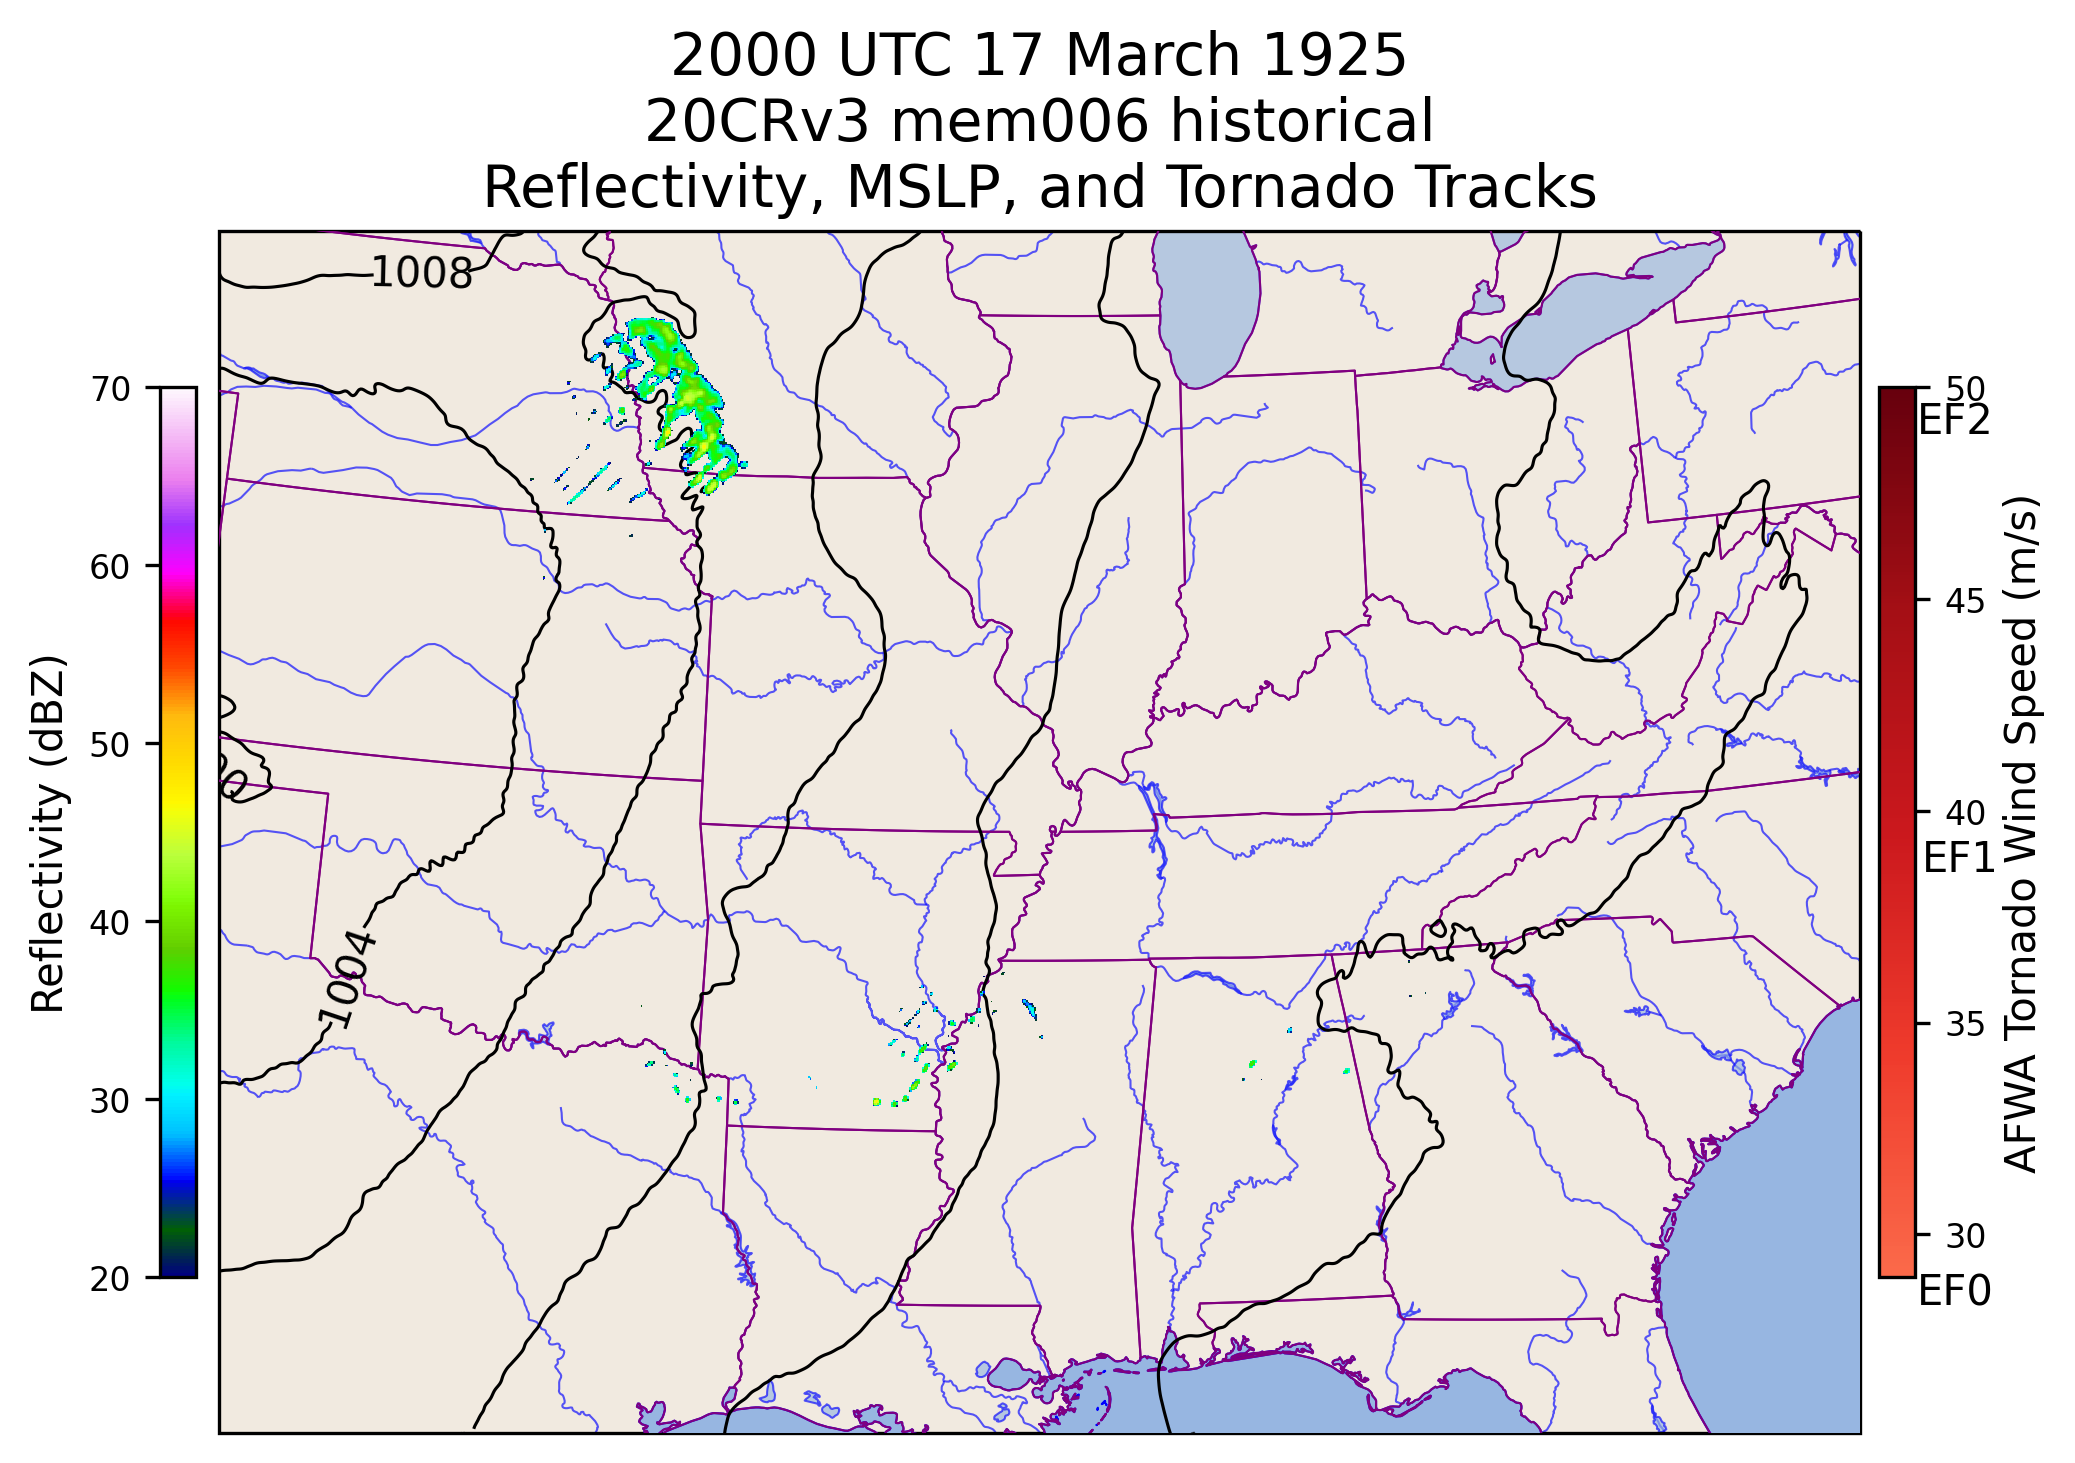 2000 UTC 17 March 1925
20CRv3 mem006 historical
Reflectivity, MSLP, and Tornado Tracks
1008
1004
70
60
50
40
30
20
Reflectivity (dBZ)
50
EF2
45
40
EF1
35
30
EF0
AFWA Tornado Wind Speed (m/s)